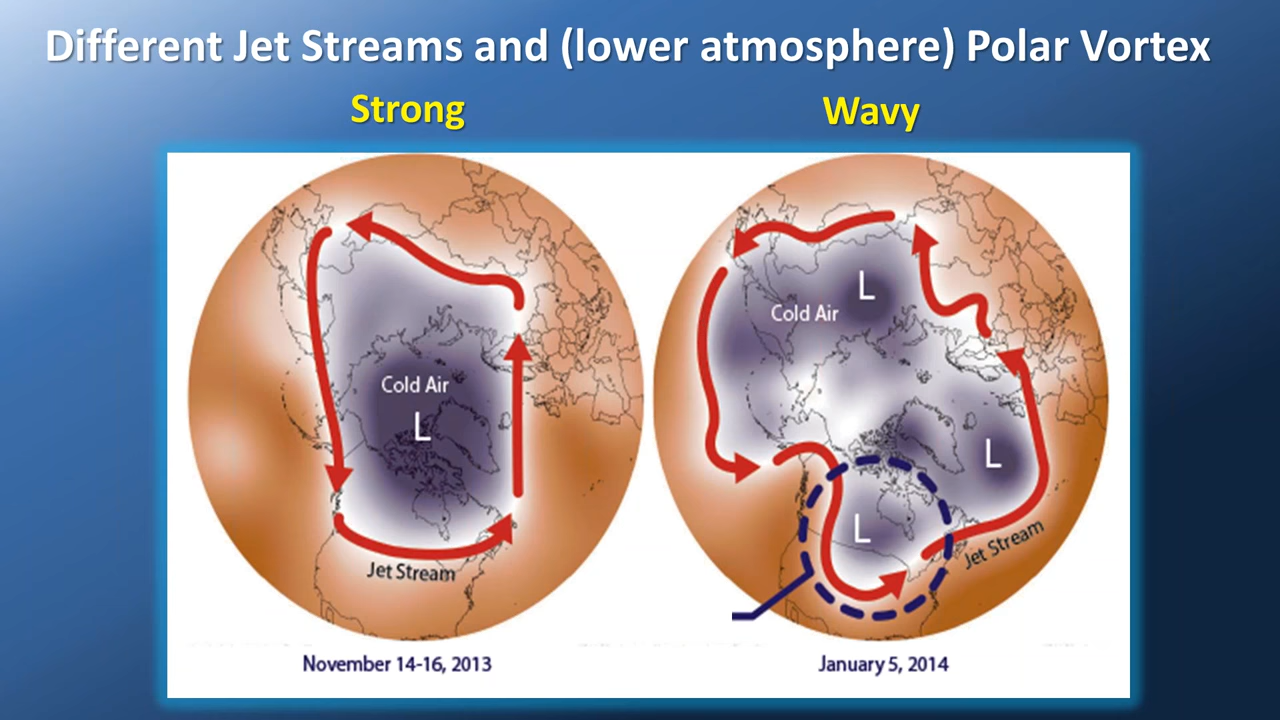 Different Jet Streams and (lower atmosphere) Polar Vortex
Strong
Wavy
Cold Air
L
Jet Stream
November 14-16, 2013
L
Cold Air
L
L
Jet Stream
January 5, 2014